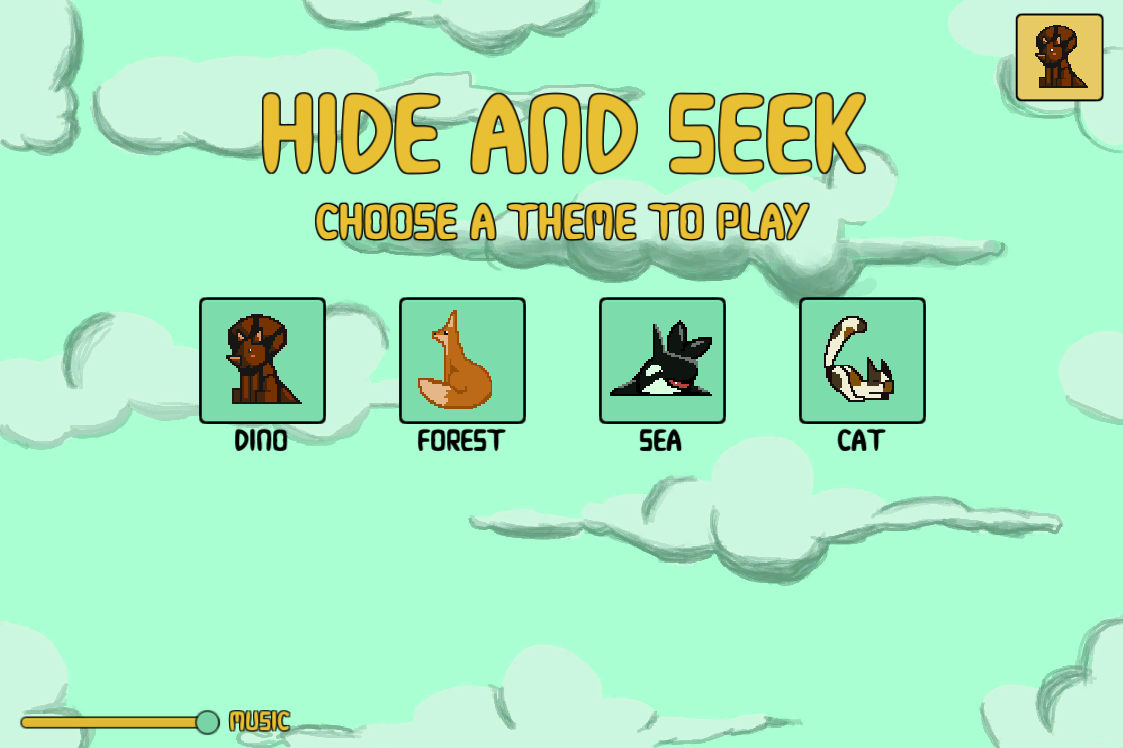 HIDE AND SEEK
CHOOSE A THEME TO PLAY
DINO
FOREST
SEA
CAT
MUSIC